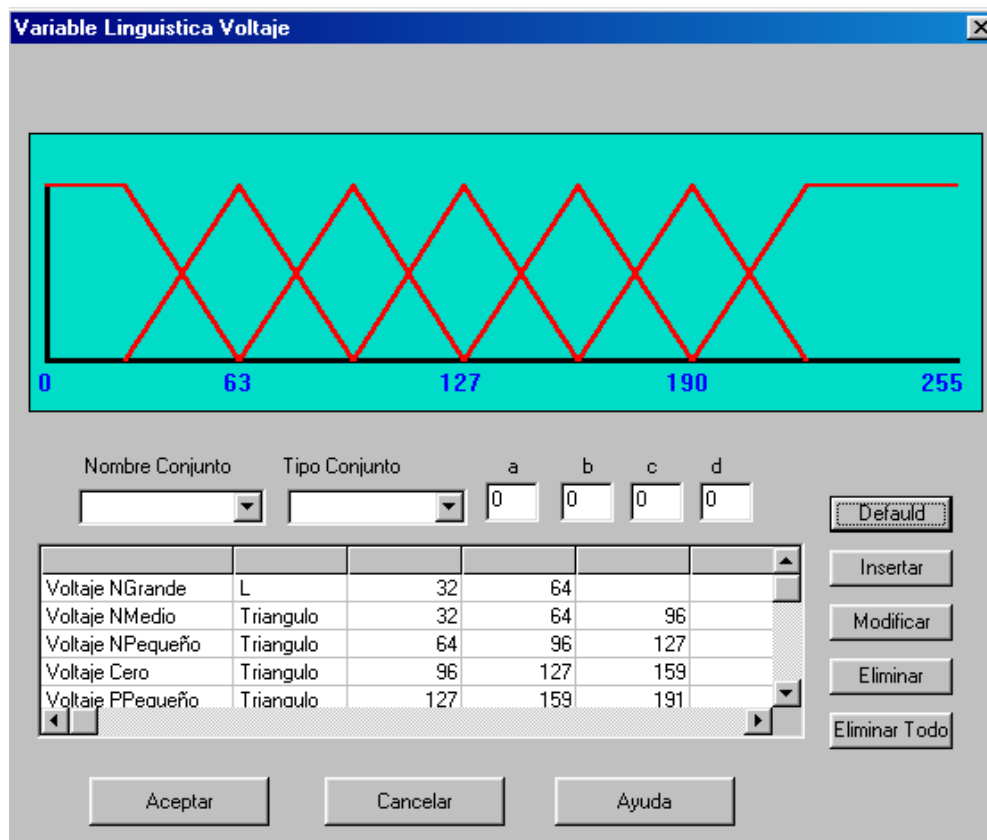 Variable Linguistica Voltaje
0 63 127 190 255
Nombre Conjunto Tipo Conjunto a b c d
0 0 0 0
Defauld
Insertar
Modificar
Eliminar
Eliminar Todo
Voltaje NGrande L 32 64
Voltaje NMedio Triangulo 32 64 96
Voltaje NPequeño Triangulo 64 96 127
Voltaje Cero Triangulo 96 127 159
Voltaje PPequeño Triangulo 127 159 191
Aceptar Cancelar Ayuda